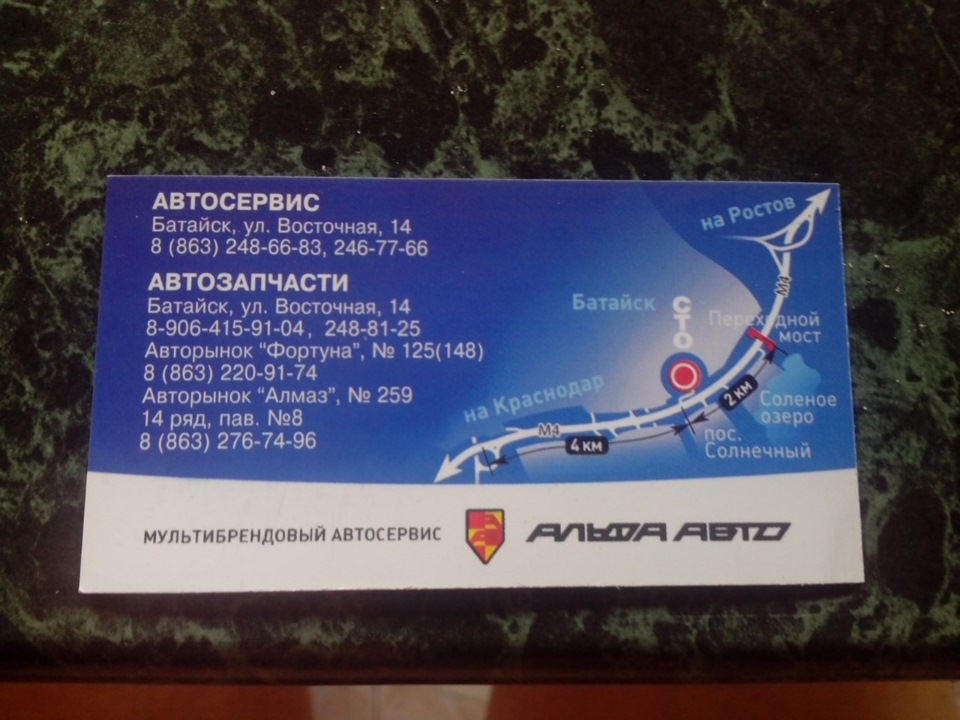 АВТОСЕРВИС
Батайск, ул. Восточная, 14
8 (863) 248-66-83, 246-77-66
АВТОЗАПЧАСТИ
Батайск, ул. Восточная, 14
8-906-415-91-04, 248-81-25
Авторынок "Фортуна", № 125(148)
8 (863) 220-91-74
Авторынок "Алмаз", № 259
14 ряд, пав. №8
8 (863) 276-74-96
на Ростов
М4
Батайск
СТО
Переходной
мост
2 км
Соленое
озеро
на Краснодар
М4
4 км
пос.
Солнечный
МУЛЬТИБРЕНДОВЫЙ АВТОСЕРВИС
АЛЬФА АВТО